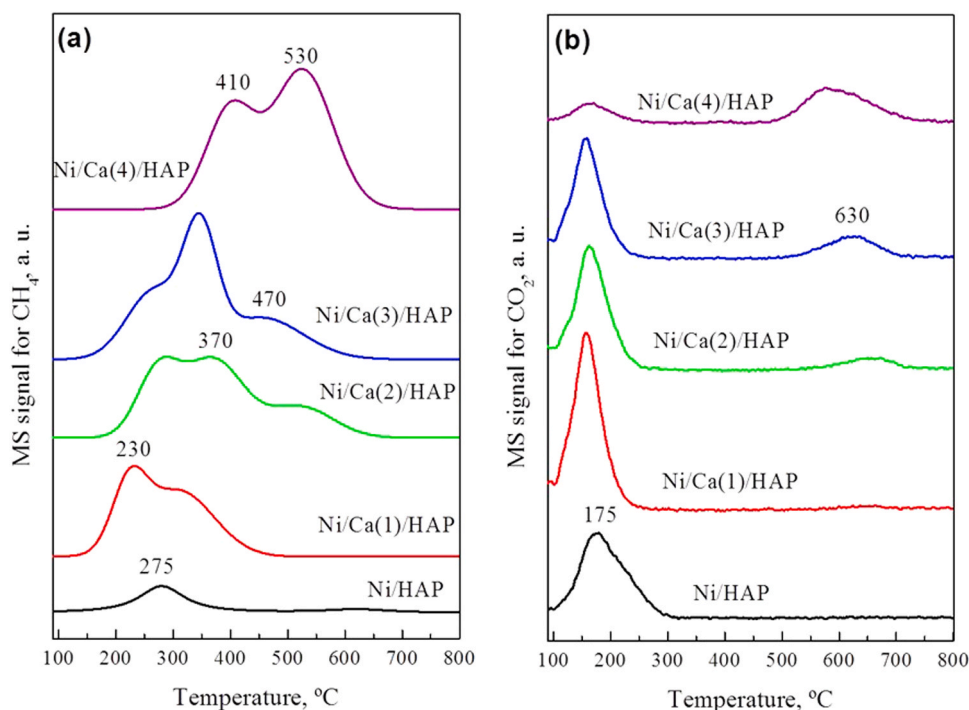 (a)
410
530
Ni/Ca(4)/HAP
470
Ni/Ca(3)/HAP
370
Ni/Ca(2)/HAP
230
Ni/Ca(1)/HAP
275
Ni/HAP
MS signal for CH₄, a. u.
100 200 300 400 500 600 700 800
Temperature, ºC
(b)
Ni/Ca(4)/HAP
630
Ni/Ca(3)/HAP
Ni/Ca(2)/HAP
Ni/Ca(1)/HAP
175
Ni/HAP
MS signal for CO₂, a. u.
100 200 300 400 500 600 700 800
Temperature, ºC